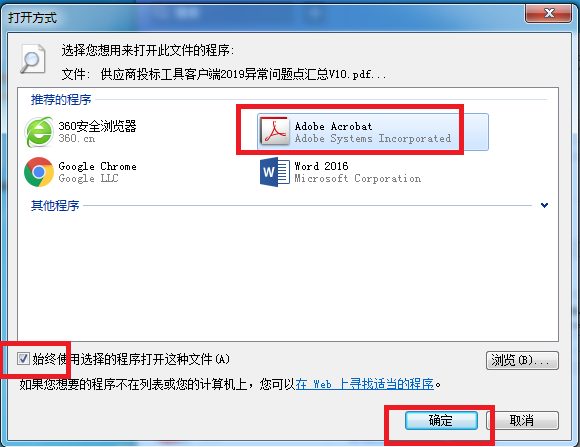 打开方式
选择您想用来打开此文件的程序:
文件: 供应商投标工具客户端2019异常问题点汇总V10.pdf...
推荐的程序
360安全浏览器
360.cn
Adobe Acrobat
Adobe Systems Incorporated
Google Chrome
Google LLC
Word 2016
Microsoft Corporation
其他程序
始终使用选择的程序打开这种文件(A)
浏览(B)...
如果您想要的程序不在列表或您的计算机上，您可以在 Web 上寻找适当的程序。
确定
取消